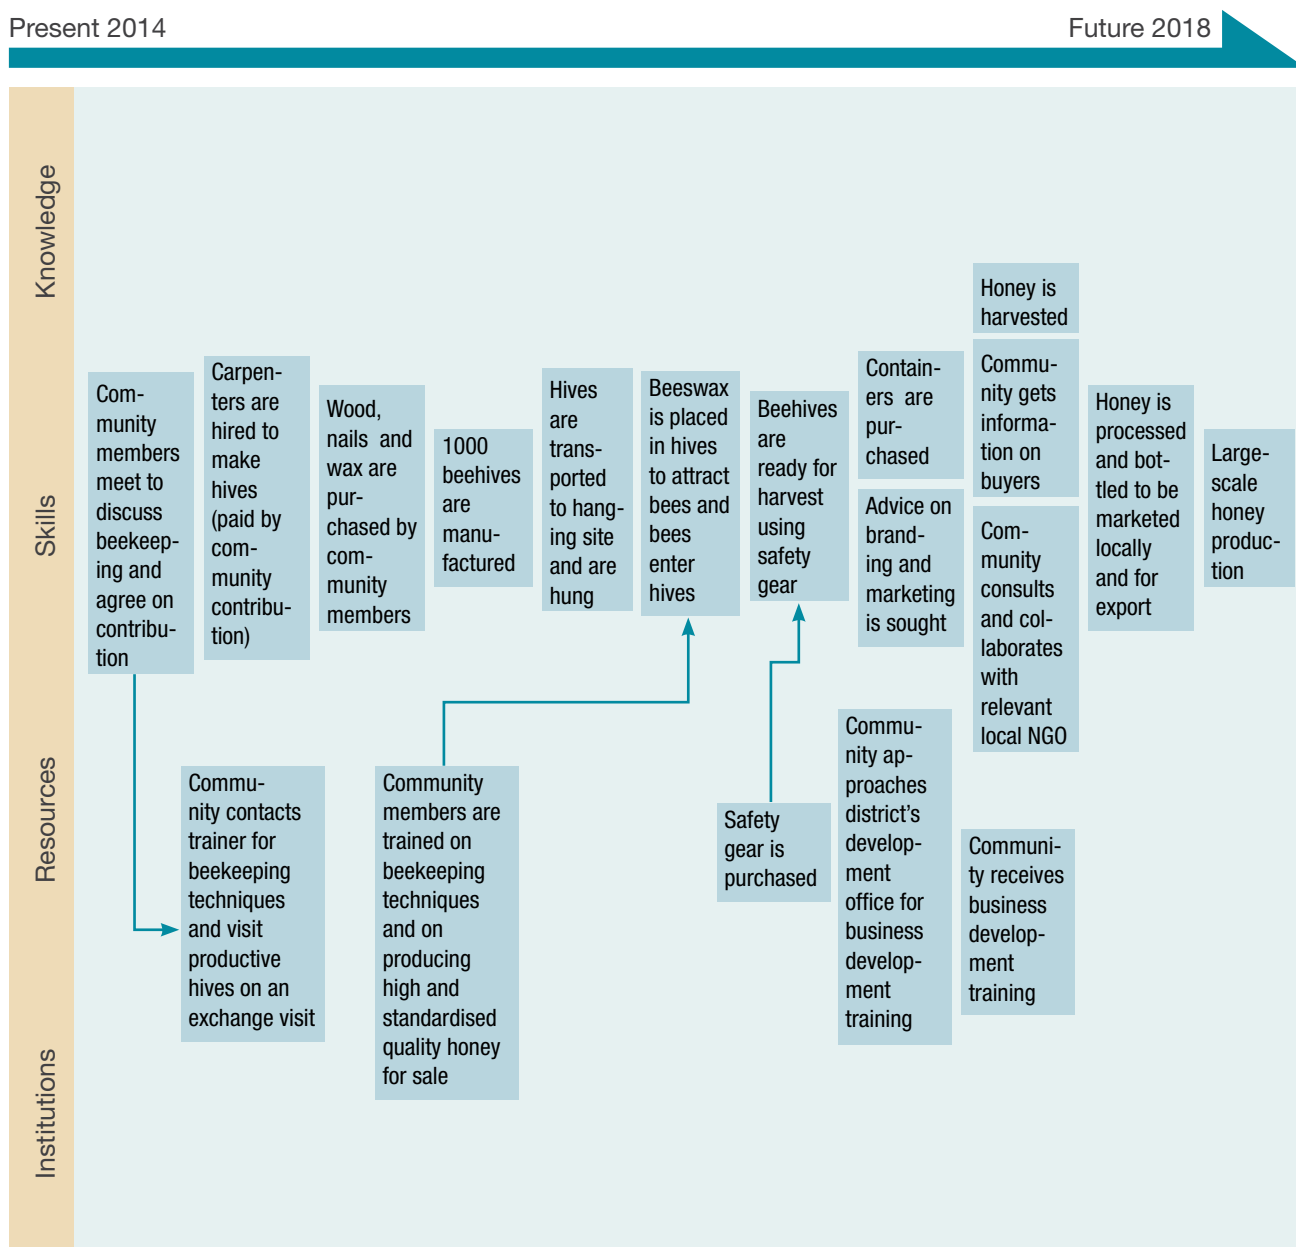 Present 2014
Future 2018
Knowledge
Skills
Resources
Institutions
Com-
munity
members
meet to
discuss
beekeep-
ing and
agree on
contribu-
tion
Carpen-
ters are
hired to
make
hives
(paid by
com-
munity
contribu-
tion)
Wood,
nails and
wax are
pur-
chased by
com-
munity
members
1000
beehives
are
manu-
factured
Hives
are
trans-
ported
to hang-
ing site
and are
hung
Beeswax
is placed
in hives
to attract
bees and
bees
enter
hives
Beehives
are
ready for
harvest
using
safety
gear
Contain-
ers are
pur-
chased
Advice on
brand-
ing and
marketing
is sought
Honey is
harvested
Commu-
nity gets
informa-
tion on
buyers
Com-
munity
consults
and col-
laborates
with
relevant
local NGO
Honey is
processed
and bot-
tled to be
marketed
locally
and for
export
Large-
scale
honey
produc-
tion
Commu-
nity contacts
trainer for
beekeeping
techniques
and visit
productive
hives on an
exchange visit
Community
members are
trained on
beekeeping
techniques
and on
producing
high and
standardised
quality honey
for sale
Safety
gear is
purchased
Commu-
nity ap-
proaches
district’s
develop-
ment
office for
business
develop-
ment
training
Communi-
ty receives
business
develop-
ment
training